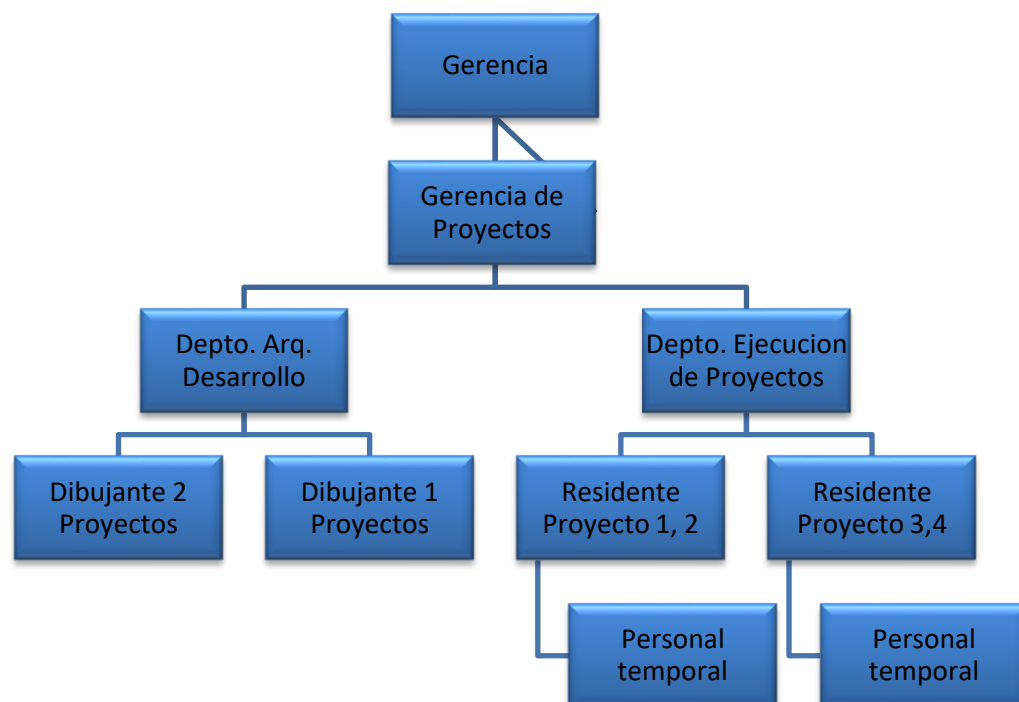 Gerencia
Gerencia de
Proyectos
Depto. Arq.
Desarrollo
Depto. Ejecucion
de Proyectos
Dibujante 2
Proyectos
Dibujante 1
Proyectos
Residente
Proyecto 1, 2
Residente
Proyecto 3,4
Personal
temporal
Personal
temporal